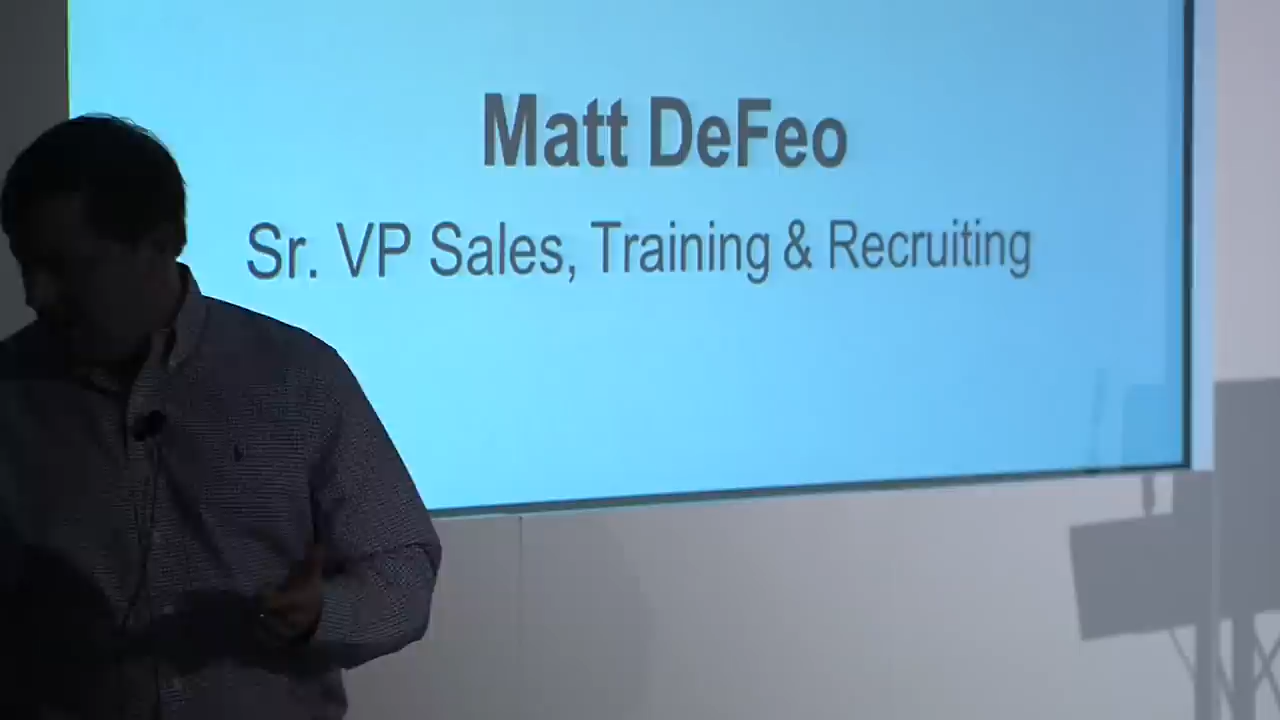 Matt DeFeo
Sr. VP Sales, Training & Recruiting